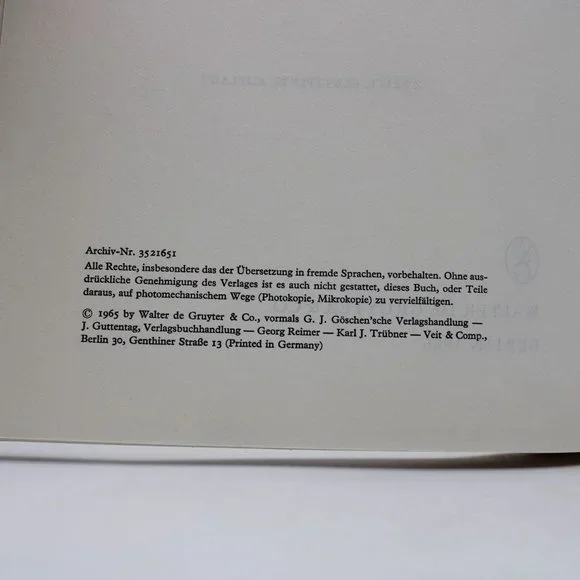 Archiv-Nr. 3521651
Alle Rechte, insbesondere das der Übersetzung in fremde Sprachen, vorbehalten. Ohne aus-
drückliche Genehmigung des Verlages ist es auch nicht gestattet, dieses Buch, oder Teile
daraus, auf photomechanischem Wege (Photokopie, Mikrokopie) zu vervielfältigen.
© 1965 by Walter de Gruyter & Co., vormals G. J. Göschen'sche Verlagshandlung —
J. Guttentag, Verlagsbuchhandlung — Georg Reimer — Karl J. Trübner — Veit & Comp.,
Berlin 30, Genthiner Straße 13 (Printed in Germany)